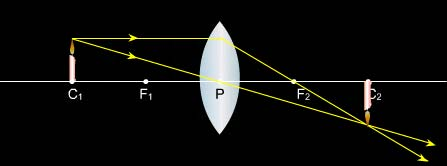 C₁ F₁ P F₂ C₂